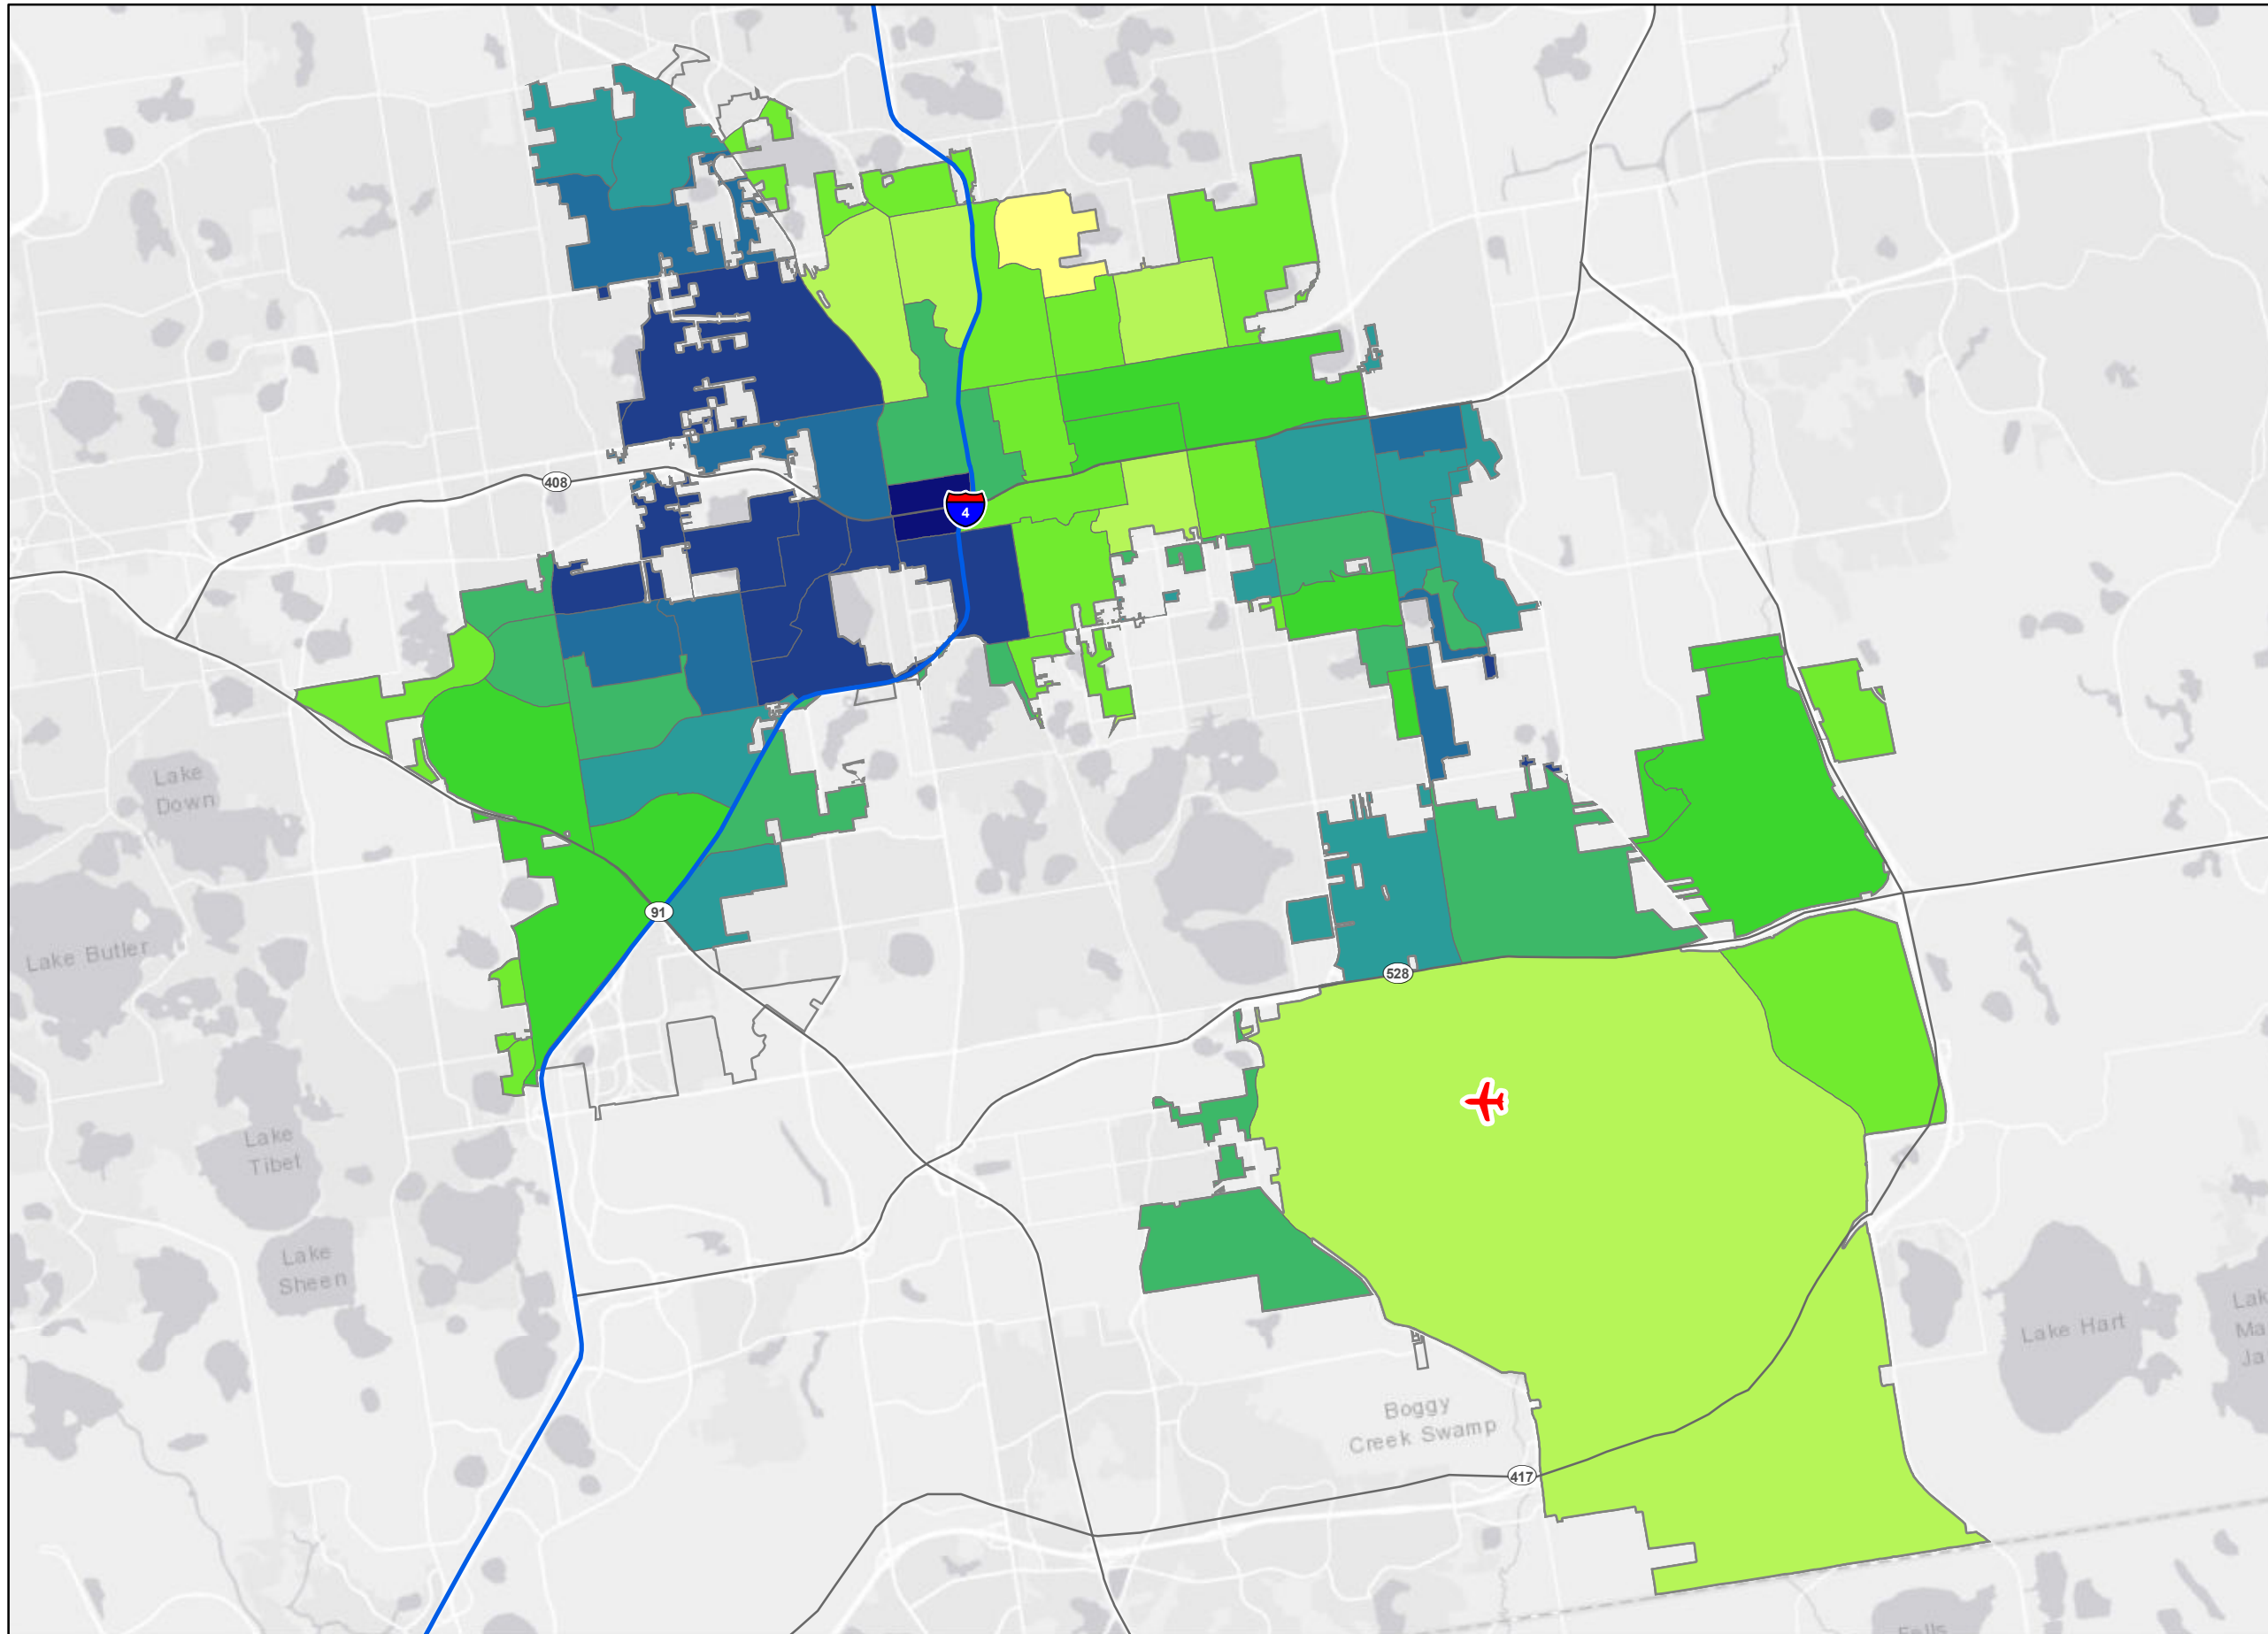 408
4
Lake
Down
Lake Butler
91
528
Lake
Tibet
Lake
Sheen
Lake Hart
Boggy
Creek Swamp
417